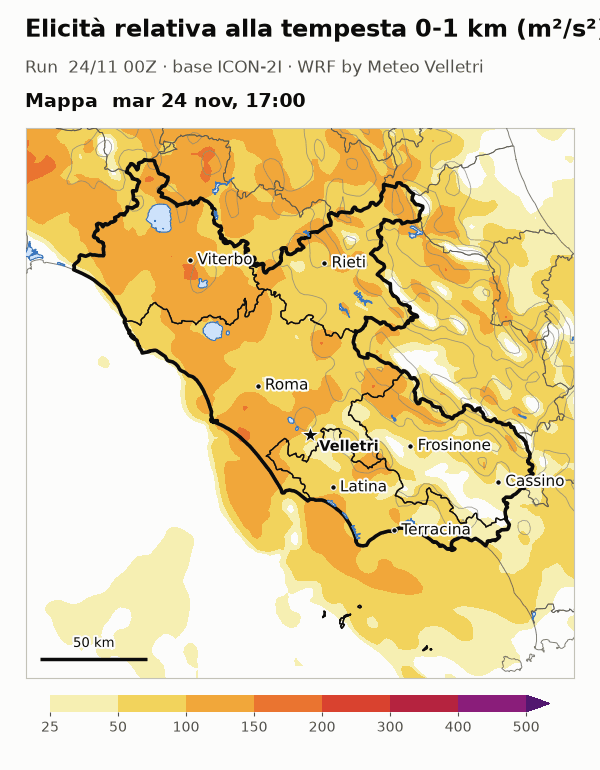 Elicità relativa alla tempesta 0-1 km (m²/s²)
Run 24/11 00Z · base ICON-2I · WRF by Meteo Velletri
Mappa mar 24 nov, 17:00
Viterbo
Rieti
Roma
Velletri
Frosinone
Cassino
Latina
Terracina
50 km
25 50 100 150 200 300 400 500